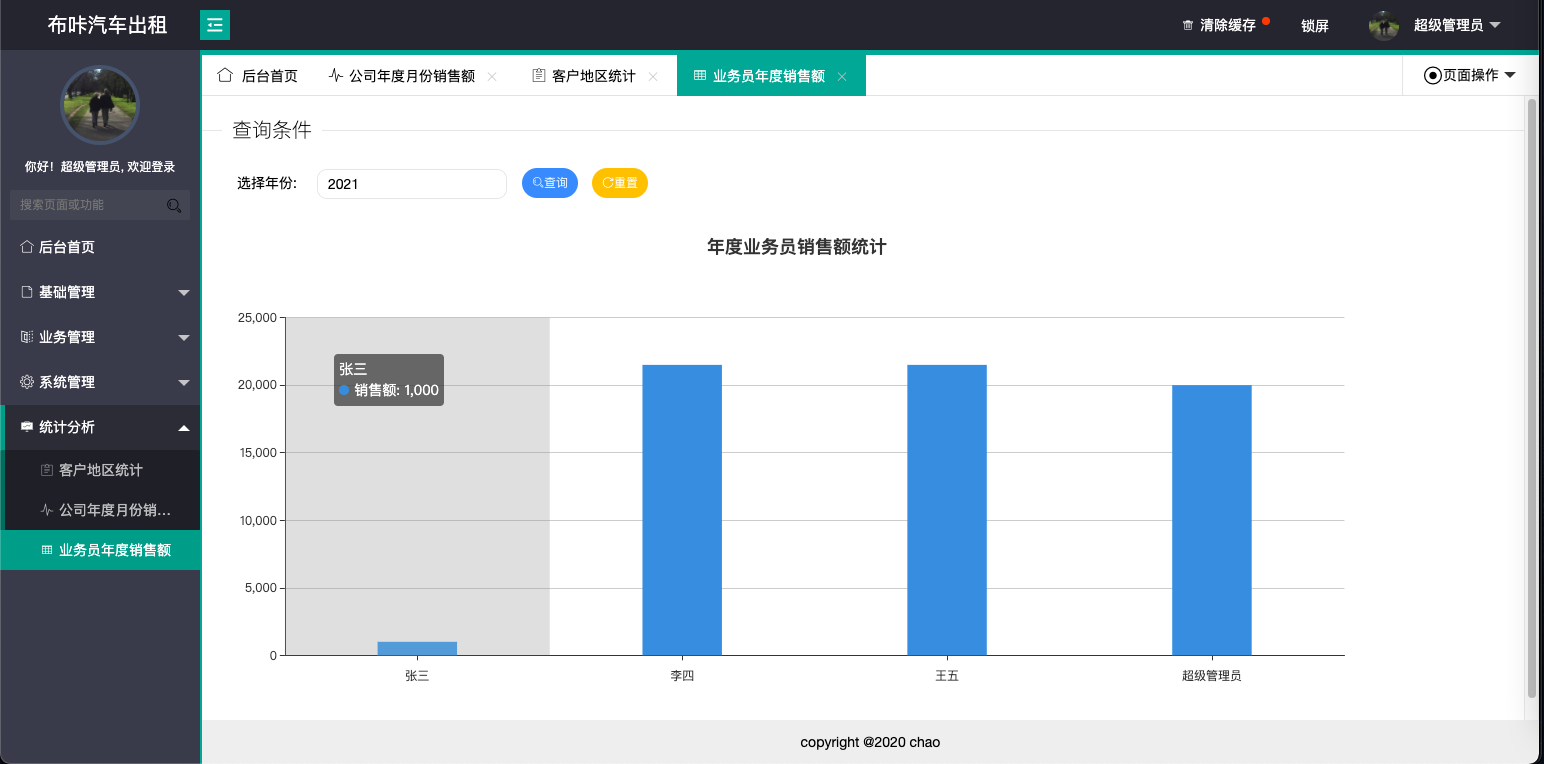 布咔汽车出租
清除缓存
锁屏
超级管理员
你好！超级管理员, 欢迎登录
搜索页面或功能
后台首页
基础管理
业务管理
系统管理
统计分析
客户地区统计
公司年度月份销...
业务员年度销售额
后台首页
公司年度月份销售额
客户地区统计
业务员年度销售额
页面操作
查询条件
选择年份:
2021
查询
重置
年度业务员销售额统计
25,000
20,000
15,000
10,000
5,000
0
张三
销售额: 1,000
张三
李四
王五
超级管理员
copyright @2020 chao